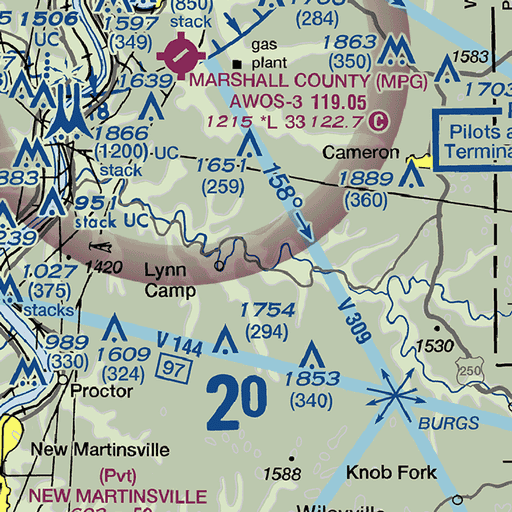 1506
UC
1597
(349)
(850)
stack
(284)
1863
(350)
1583
gas
plant
1639
MARSHALL COUNTY (MPG)
AWOS-3 119.05
1215 *L 33 122.7 C
1703
Pilots a
Termina
Cameron
1866
(1200)-UC
stack
1651
(259)
158°
1889
(360)
883
951
stack UC
239
1420
Lynn
Camp
1027
(375)
stacks
1754
(294)
V 309
989
(330)
1609
(324)
V 144
97
1530
250
1853
(340)
20
Proctor
BURGS
New Martinsville
(Pvt)
NEW MARTINSVILLE
1588
Knob Fork
Wileyville